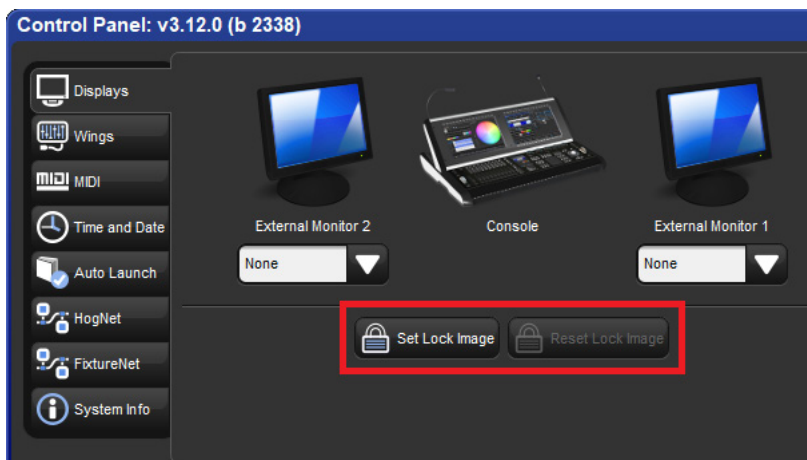 Control Panel: v3.12.0 (b 2338)
Displays
Wings
MIDI
MIDI
Time and Date
Auto Launch
HogNet
FixtureNet
System Info
External Monitor 2
Console
External Monitor 1
None
None
Set Lock Image
Reset Lock Image